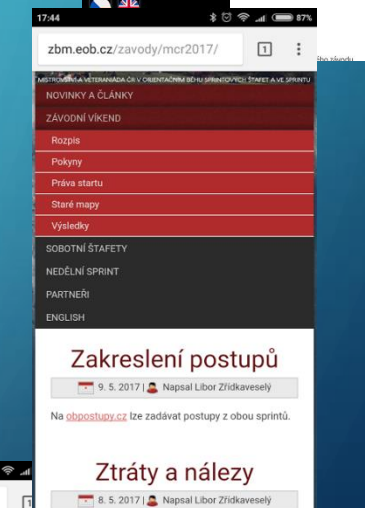 17:44
87%
zbm.eob.cz/zavody/mcr2017/
1
ého závodu
MISTROVSTVÍ A VETERANIÁDA ČR V ORIENTAČNÍM BĚHU SPRINTOVÝCH ŠTAFET A VE SPRINTU
NOVINKY A ČLÁNKY
ZÁVODNÍ VÍKEND
Rozpis
Pokyny
Práva startu
Staré mapy
Výsledky
SOBOTNÍ ŠTAFETY
NEDĚLNÍ SPRINT
PARTNEŘI
ENGLISH
Zakreslení postupů
9. 5. 2017 | Napsal Libor Zřídkaveselý
Na obpostupy.cz lze zadávat postupy z obou sprintů.
Ztráty a nálezy
8. 5. 2017 | Napsal Libor Zřídkaveselý
1